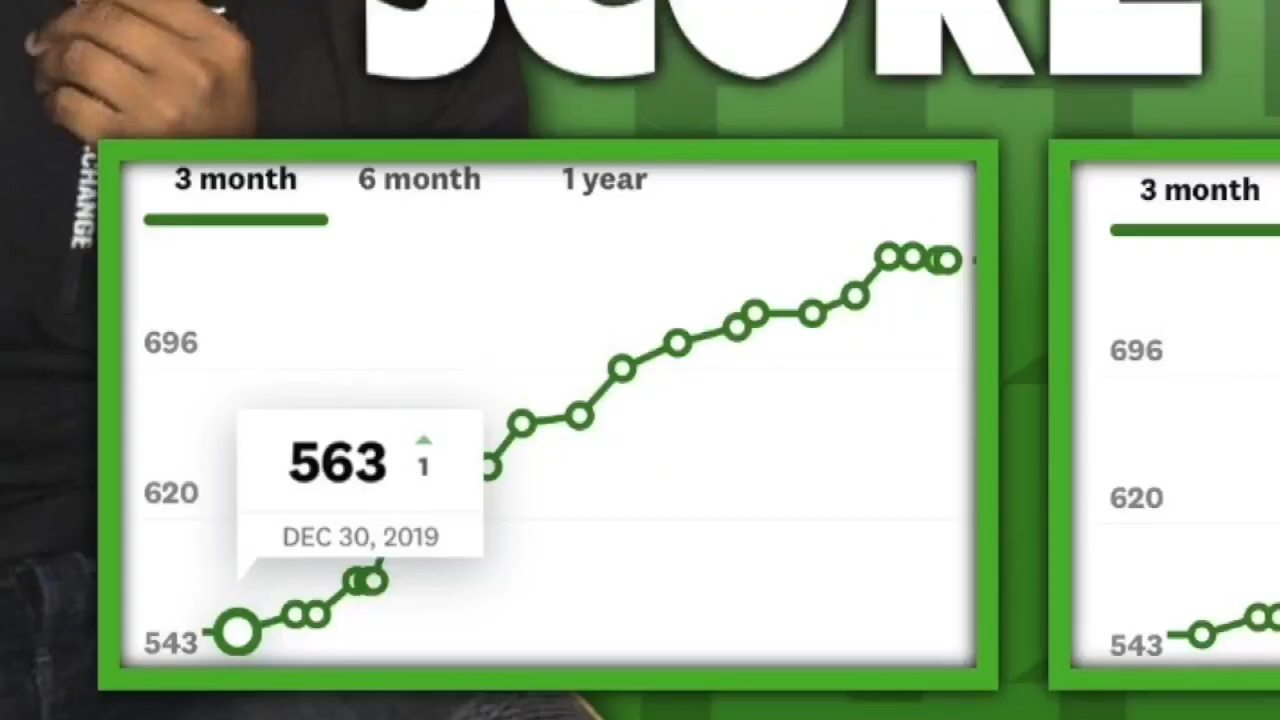 SCORE
.CHANGE
3 month 6 month 1 year
696
563 1
620
DEC 30, 2019
543
3 month
696
620
543